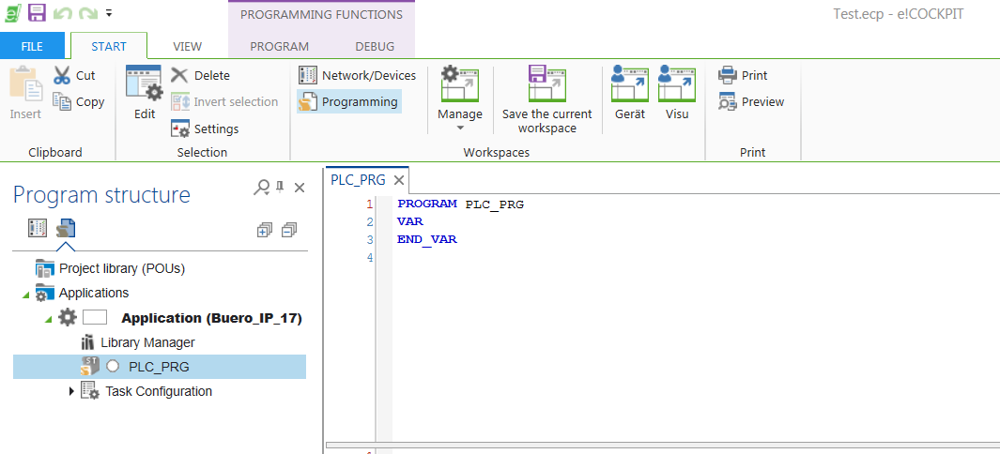 PROGRAMMING FUNCTIONS
Test.ecp - e!COCKPIT
FILE START VIEW PROGRAM DEBUG
Insert
Cut
Copy
Clipboard
Edit
Delete
Invert selection
Settings
Selection
Network/Devices
Programming
Manage
Save the current
workspace
Gerät
Visu
Workspaces
Print
Preview
Print
Program structure
Project library (POUs)
Applications
Application (Buero_IP_17)
Library Manager
ST
PLC_PRG
Task Configuration
PLC_PRG
1 PROGRAM PLC_PRG
2 VAR
3 END_VAR
4